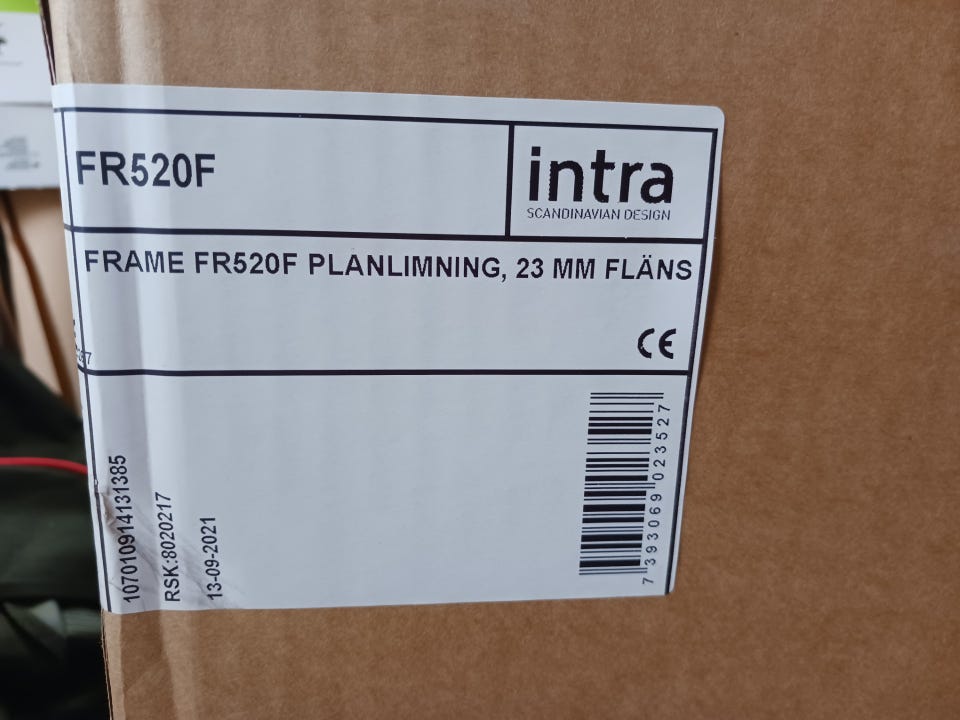 FR520F
intra
SCANDINAVIAN DESIGN
FRAME FR520F PLANLIMNING, 23 MM FLÄNS
CE
107010914131385
RSK:8020217
13-09-2021
7393069023527